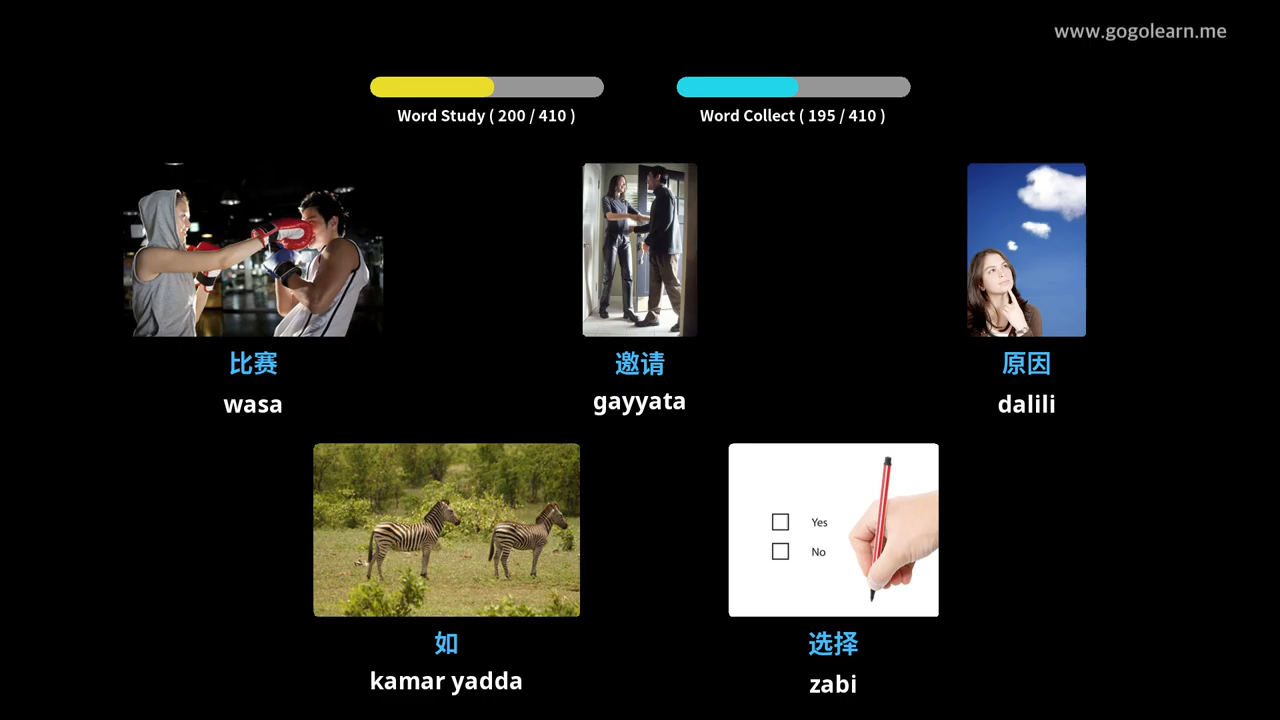 www.gogolearn.me
Word Study ( 200 / 410 )
Word Collect ( 195 / 410 )
比赛
wasa
邀请
gayyata
原因
dalili
Yes
No
如
kamar yadda
选择
zabi